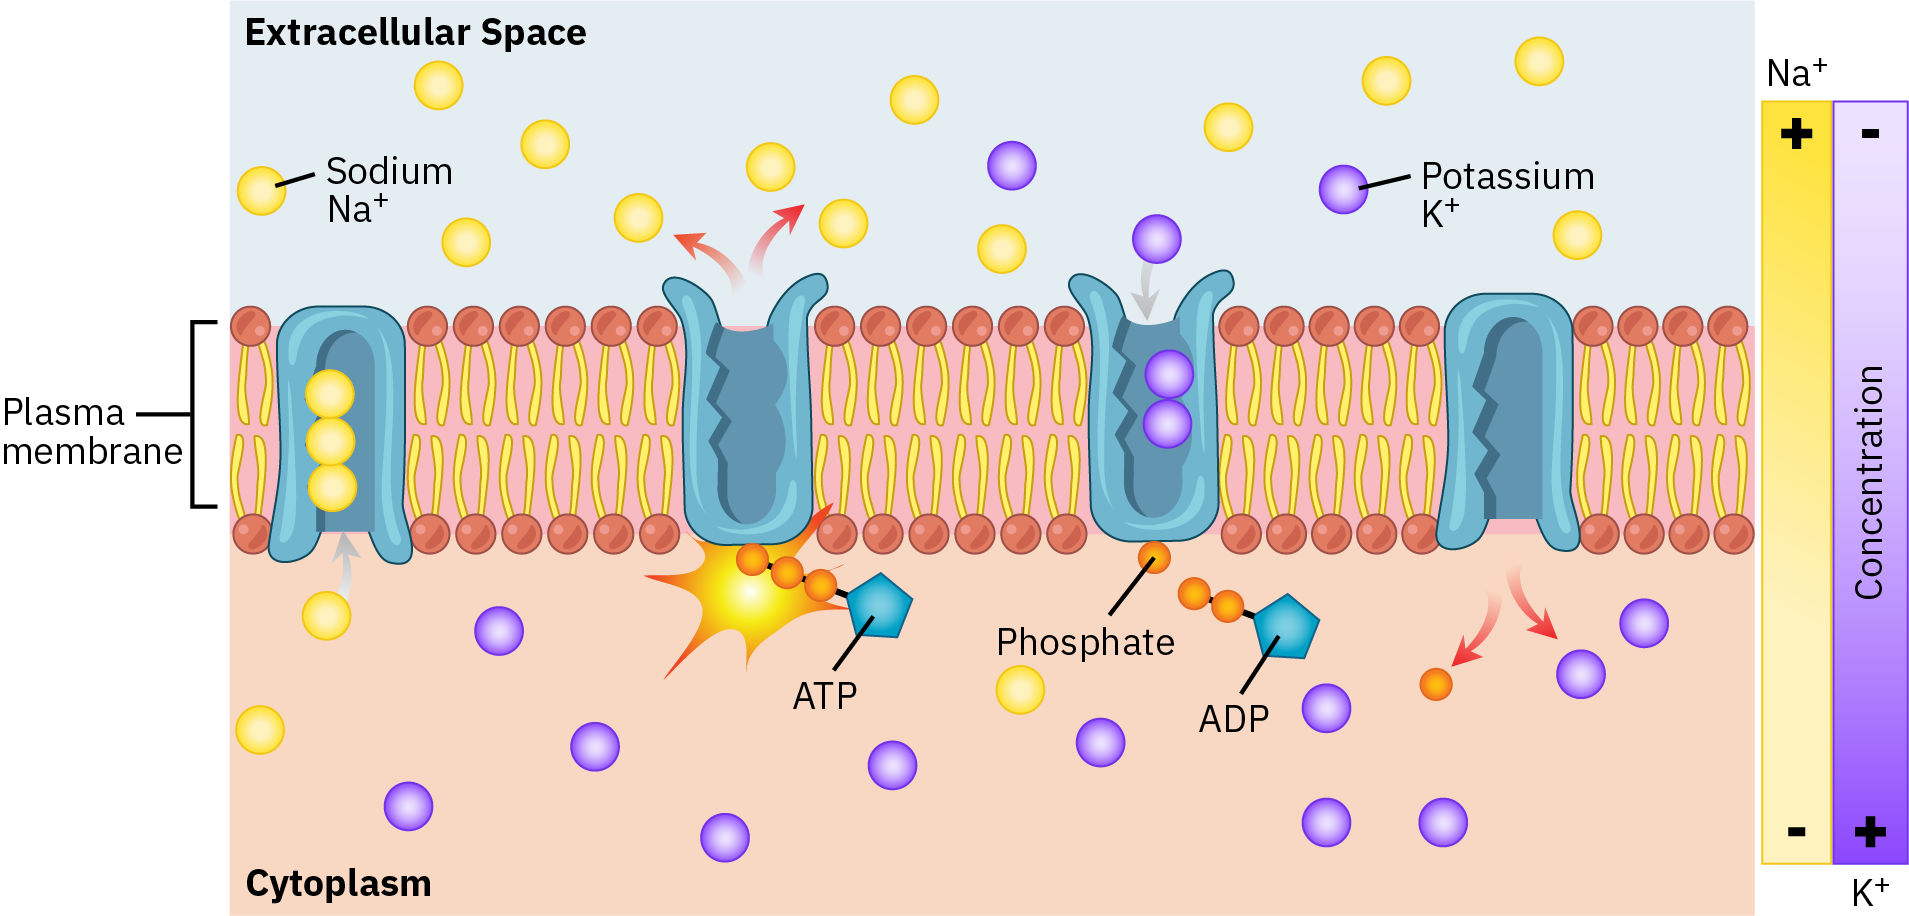 Extracellular Space
Na⁺
+
-
Sodium
Na⁺
Potassium
K⁺
Plasma
membrane
Concentration
Phosphate
ATP
ADP
-
+
Cytoplasm
K⁺